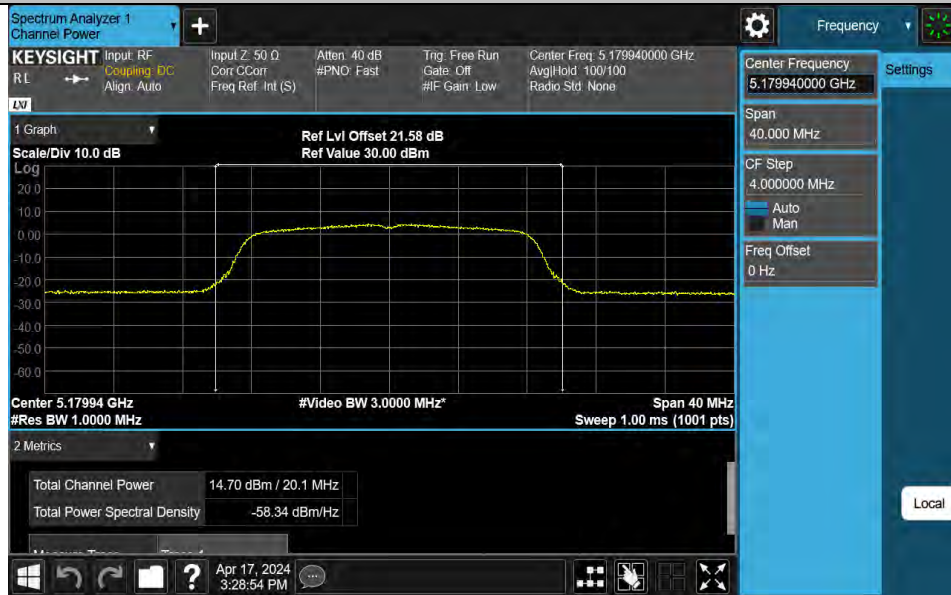 Spectrum Analyzer 1
Channel Power
+
Frequency
KEYSIGHT
RL
LXI
Input: RF
Coupling: DC
Align: Auto
Input Z: 50 Ω
Corr CCorr
Freq Ref: Int (S)
Atten: 40 dB
#PNO: Fast
Trig: Free Run
Gate: Off
#IF Gain: Low
Center Freq: 5.179940000 GHz
Avg|Hold: 100/100
Radio Std: None
Center Frequency
5.179940000 GHz
Settings
Span
40.000 MHz
CF Step
4.000000 MHz
Auto
Man
Freq Offset
0 Hz
Local
1 Graph
Scale/Div 10.0 dB
Ref Lvl Offset 21.58 dB
Ref Value 30.00 dBm
Log
20.0
10.0
0.00
-10.0
-20.0
-30.0
-40.0
-50.0
-60.0
Center 5.17994 GHz
#Res BW 1.0000 MHz
#Video BW 3.0000 MHz*
Span 40 MHz
Sweep 1.00 ms (1001 pts)
2 Metrics
Total Channel Power 14.70 dBm / 20.1 MHz
Total Power Spectral Density -58.34 dBm/Hz
?
Apr 17, 2024
3:28:54 PM